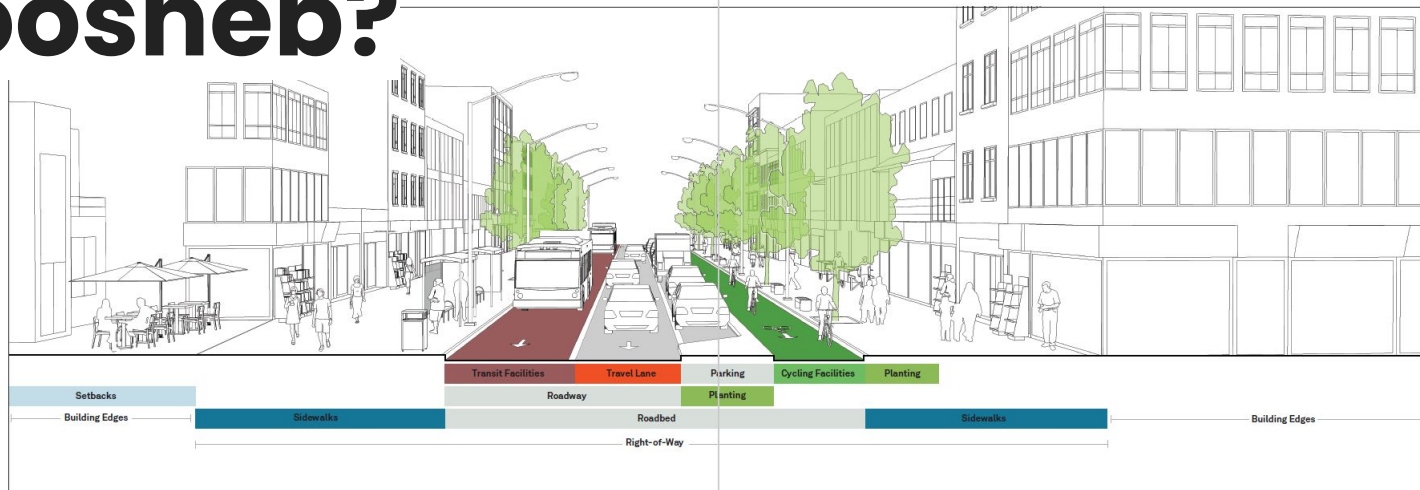 oosneb?
Transit Facilities Travel Lane Parking Cycling Facilities Planting
Setbacks Roadway Planting
Building Edges Sidewalks Roadbed Sidewalks Building Edges
Right-of-Way